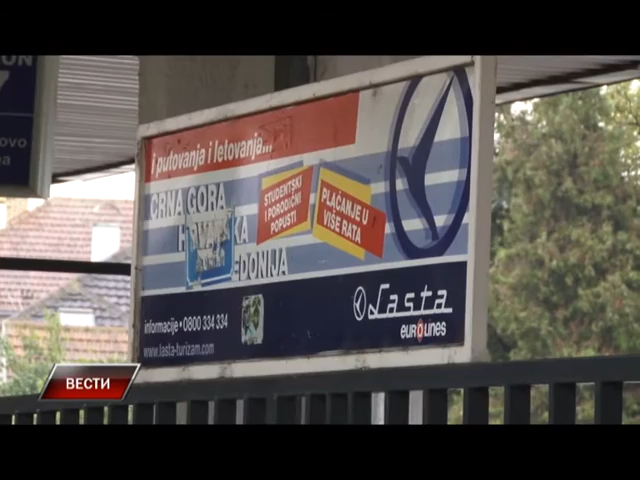 i putovanja i letovanja...
CRNA GORA
STUDENTSKI
I PORODIČNI
POPUSTI
PLAĆANJE U
VIŠE RATA
informacije • 0800 334 334
www.lasta-turizam.com
Lasta
EUROLINES
ВЕСТИ